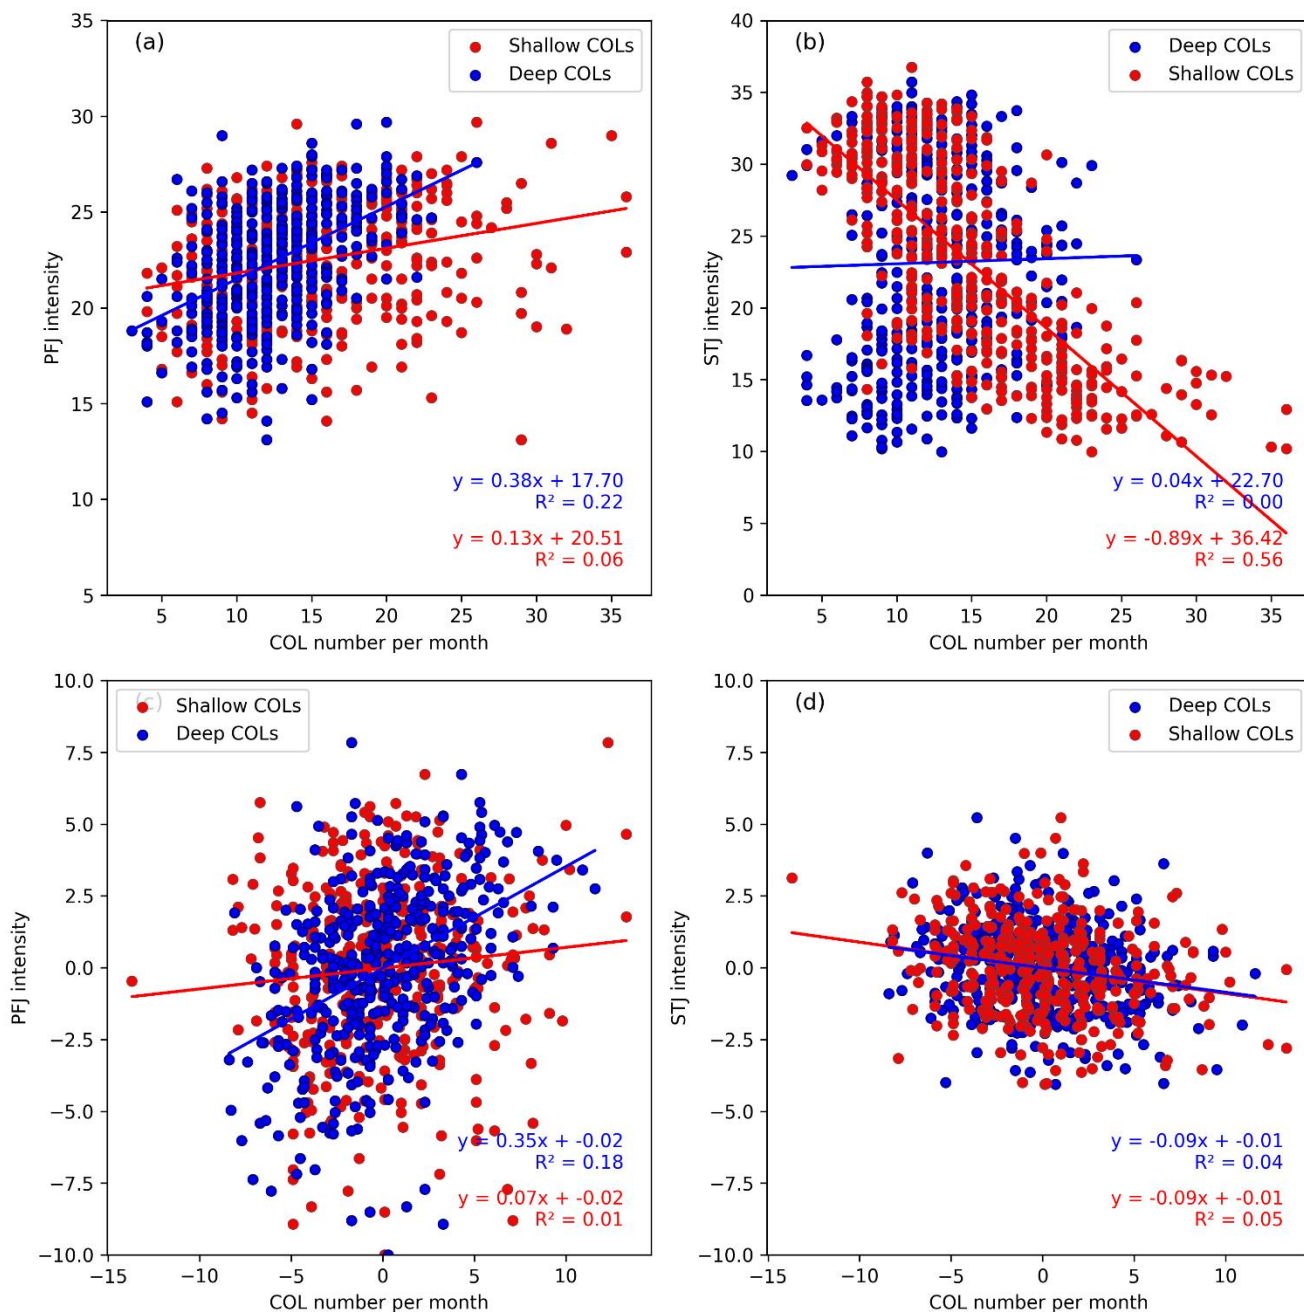 (a)
Shallow COLs
Deep COLs
35
30
25
20
15
10
5
PFJ intensity
y = 0.38x + 17.70
R² = 0.22
y = 0.13x + 20.51
R² = 0.06
5
10
15
20
25
30
35
COL number per month
(b)
Deep COLs
Shallow COLs
40
35
30
25
20
15
10
5
0
STJ intensity
y = 0.04x + 22.70
R² = 0.00
y = -0.89x + 36.42
R² = 0.56
5
10
15
20
25
30
35
COL number per month
(c)
Shallow COLs
Deep COLs
10.0
7.5
5.0
2.5
0.0
−2.5
−5.0
−7.5
−10.0
PFJ intensity
y = 0.35x + -0.02
R² = 0.18
y = 0.07x + -0.02
R² = 0.01
−15
−10
−5
0
5
10
COL number per month
(d)
Deep COLs
Shallow COLs
10.0
7.5
5.0
2.5
0.0
−2.5
−5.0
−7.5
−10.0
STJ intensity
y = -0.09x + -0.01
R² = 0.04
y = -0.09x + -0.01
R² = 0.05
−15
−10
−5
0
5
10
COL number per month